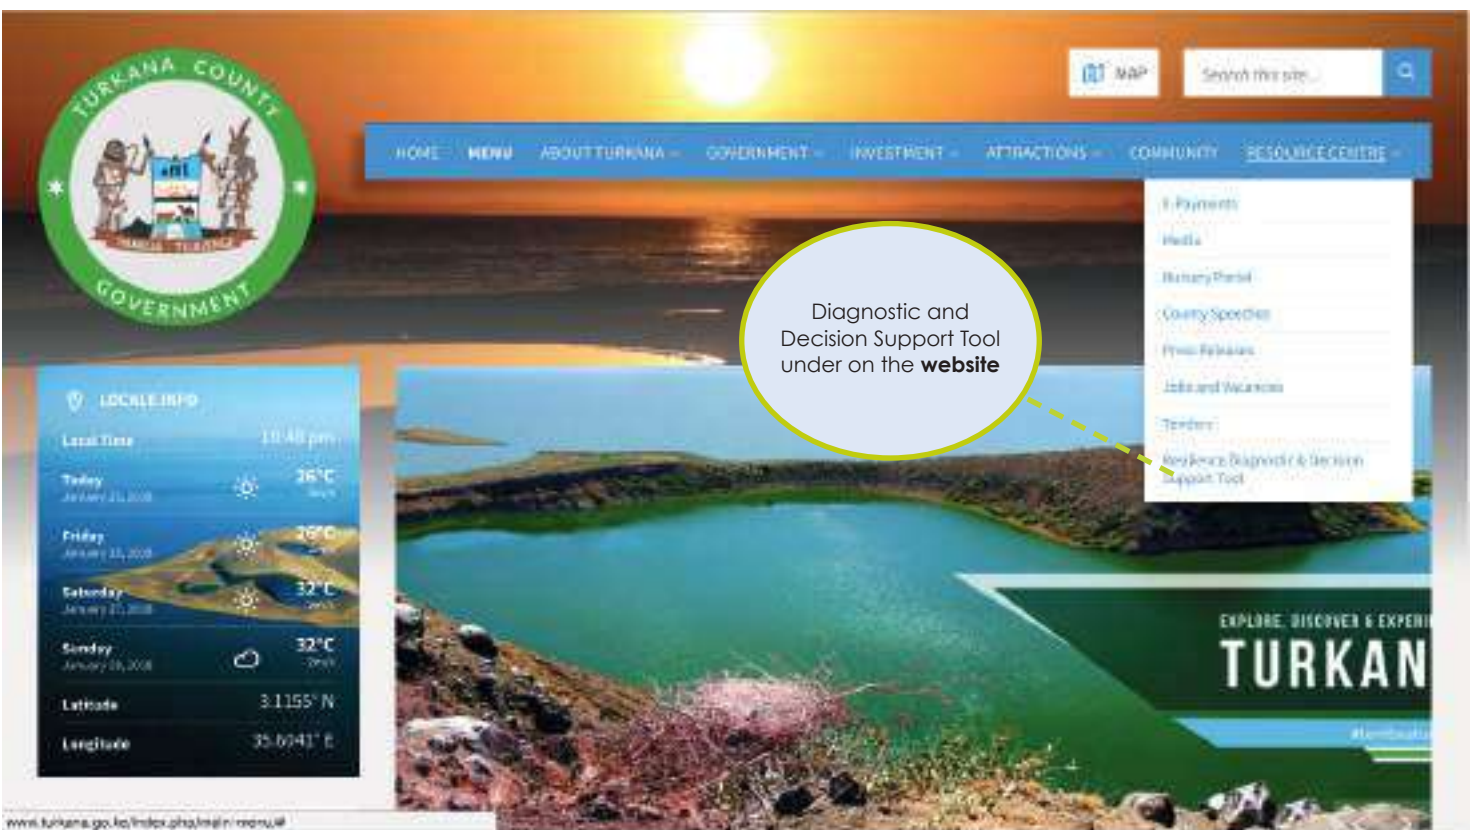 TURKANA COUNTY
GOVERNMENT
MAP
Search this site...
HOME MENU ABOUT TURKANA GOVERNMENT INVESTMENT ATTRACTIONS COMMUNITY RESOURCE CENTRE
E-Payments
Media
Bursary Portal
County Speeches
Press Releases
Jobs and Vacancies
Tenders
Resilience Diagnostic & Decision
Support Tool
Diagnostic and
Decision Support Tool
under on the website
LOCALE INFO
Local Time 10:48 pm
Today 26°C
Friday 26°C
Saturday 32°C
Sunday 32°C
Latitude 3.1155° N
Longitude 35.6041° E
EXPLORE, DISCOVER & EXPERI
TURKAN
www.turkana.go.ke/index.php/main-menu/#